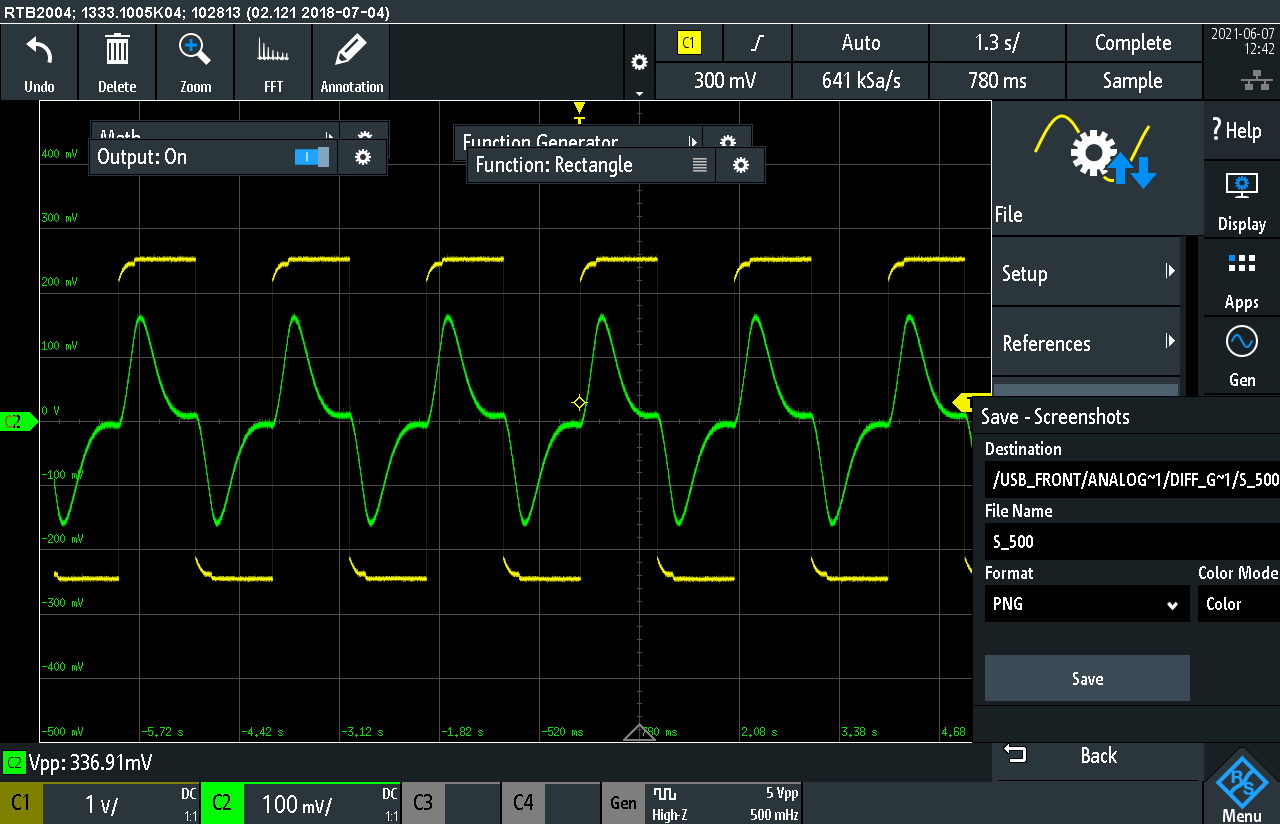 RTB2004; 1333.1005K04; 102813 (02.121 2018-07-04)
Undo
Delete
Zoom
FFT
Annotation
C1
Auto
1.3 s/
Complete
300 mV
641 kSa/s
780 ms
Sample
2021-06-07
12:42
Math
Output: On
Function Generator
Function: Rectangle
400 mV
300 mV
200 mV
100 mV
0 V
-100 mV
-200 mV
-300 mV
-400 mV
-500 mV
-5.72 s
-4.42 s
-3.12 s
-1.82 s
-520 ms
780 ms
2.08 s
3.38 s
4.68
C2
File
Setup
References
? Help
Display
Apps
Gen
Save - Screenshots
Destination
/USB_FRONT/ANALOG~1/DIFF_G~1/S_500
File Name
S_500
Format
Color Mode
PNG
Color
Save
Back
Menu
R&S
C2 Vpp: 336.91mV
C1
1 V/
DC
1:1
C2
100 mV/
DC
1:1
C3
C4
Gen
High-Z
5 Vpp
500 mHz